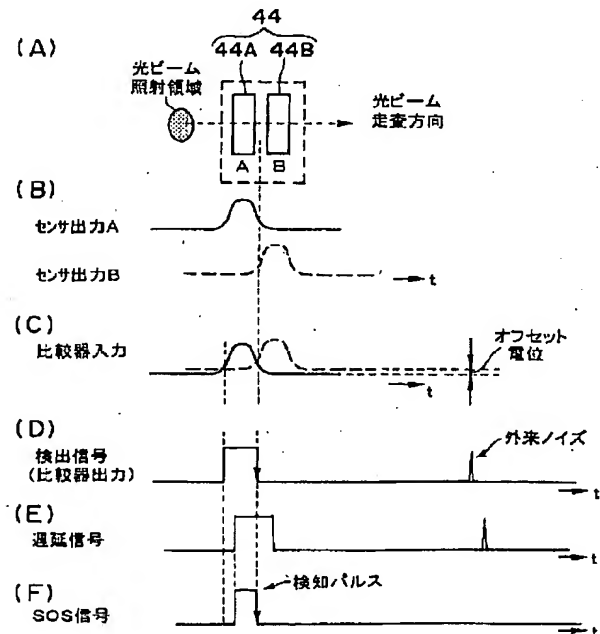 44
(A)
44A 44B
光ビーム
照射領域
光ビーム
走査方向
A B
(B)
センサ出力A
センサ出力B
t
(C)
比較器入力
オフセット
電位
t
(D)
検出信号
(比較器出力)
外来ノイズ
t
(E)
遅延信号
t
(F)
SOS信号
検知パルス
t